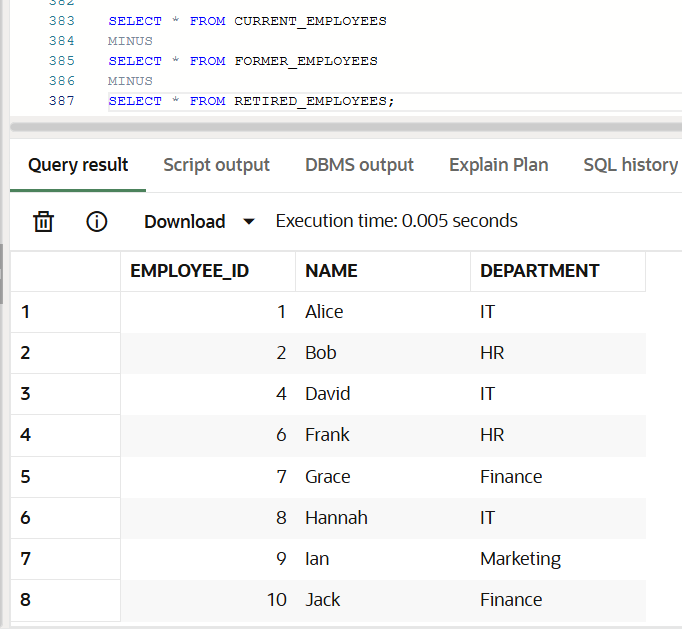 382
383 SELECT * FROM CURRENT_EMPLOYEES
384 MINUS
385 SELECT * FROM FORMER_EMPLOYEES
386 MINUS
387 SELECT * FROM RETIRED_EMPLOYEES;
Query result Script output DBMS output Explain Plan SQL history
Download Execution time: 0.005 seconds
EMPLOYEE_ID NAME DEPARTMENT
1 1 Alice IT
2 2 Bob HR
3 4 David IT
4 6 Frank HR
5 7 Grace Finance
6 8 Hannah IT
7 9 Ian Marketing
8 10 Jack Finance